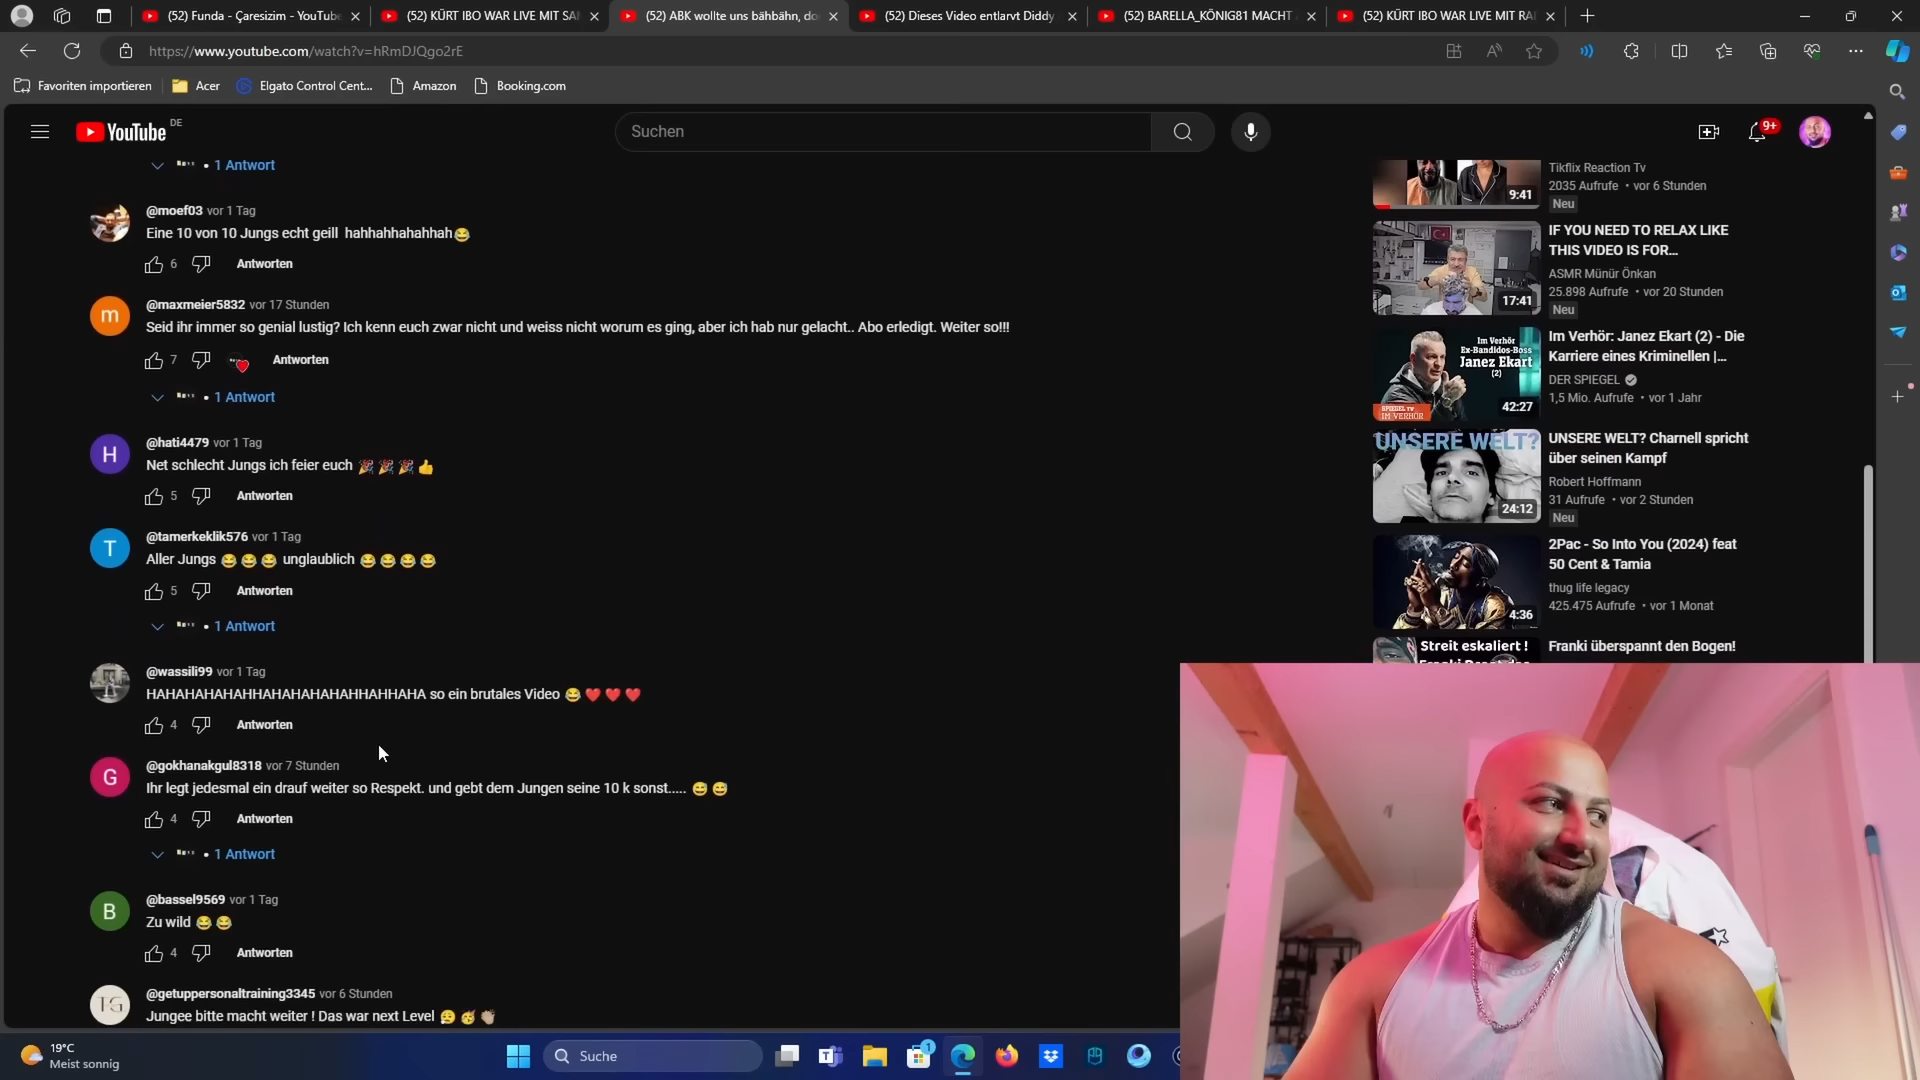 (52) Funda - Çaresizim - YouTube
(52) KÜRT IBO WAR LIVE MIT SA
(52) ABK wollte uns bähbähn, do
(52) Dieses Video entlarvt Diddy
(52) BARELLA_KÖNIG81 MACHT
(52) KÜRT IBO WAR LIVE MIT RA
https://www.youtube.com/watch?v=hRmDJQgo2rE
Favoriten importieren
Acer
Elgato Control Cent...
Amazon
Booking.com
YouTube
DE
Suchen
9+
• 1 Antwort
@moef03 vor 1 Tag
Eine 10 von 10 Jungs echt geill hahhahhahahhah😂
6 Antworten
@maxmeier5832 vor 17 Stunden
Seid ihr immer so genial lustig? Ich kenn euch zwar nicht und weiss nicht worum es ging, aber ich hab nur gelacht.. Abo erledigt. Weiter so!!!
7 Antworten
• 1 Antwort
H
@hati4479 vor 1 Tag
Net schlecht Jungs ich feier euch 🎉 🎉 🎉 👍
5 Antworten
T
@tamerkeklik576 vor 1 Tag
Aller Jungs 😂 😂 😂 unglaublich 😂 😂 😂 😂
5 Antworten
• 1 Antwort
@wassili99 vor 1 Tag
HAHAHAHAHAHHAHAHAHAHAHHAHHAHA so ein brutales Video 😂 ❤️ ❤️ ❤️
4 Antworten
G
@gokhanakgul8318 vor 7 Stunden
Ihr legt jedesmal ein drauf weiter so Respekt. und gebt dem Jungen seine 10 k sonst..... 😅 😅
4 Antworten
• 1 Antwort
B
@bassel9569 vor 1 Tag
Zu wild 😂 😂
4 Antworten
TG
@getuppersonaltraining3345 vor 6 Stunden
Jungee bitte macht weiter ! Das war next Level
m
9:41
Tikflix Reaction Tv
2035 Aufrufe • vor 6 Stunden
Neu
17:41
IF YOU NEED TO RELAX LIKE
THIS VIDEO IS FOR...
ASMR Münür Önkan
25.898 Aufrufe • vor 20 Stunden
Neu
Im Verhör
Ex-Bandidos-Boss
Janez Ekart
(2)
SPIEGEL TV
IM VERHÖR
42:27
Im Verhör: Janez Ekart (2) - Die
Karriere eines Kriminellen |...
DER SPIEGEL
1,5 Mio. Aufrufe • vor 1 Jahr
UNSERE WELT?
24:12
UNSERE WELT? Charnell spricht
über seinen Kampf
Robert Hoffmann
31 Aufrufe • vor 2 Stunden
Neu
4:36
2Pac - So Into You (2024) feat
50 Cent & Tamia
thug life legacy
425.475 Aufrufe • vor 1 Monat
Streit eskaliert !
Franki überspannt den Bogen!
19°C
Meist sonnig
Suche
1